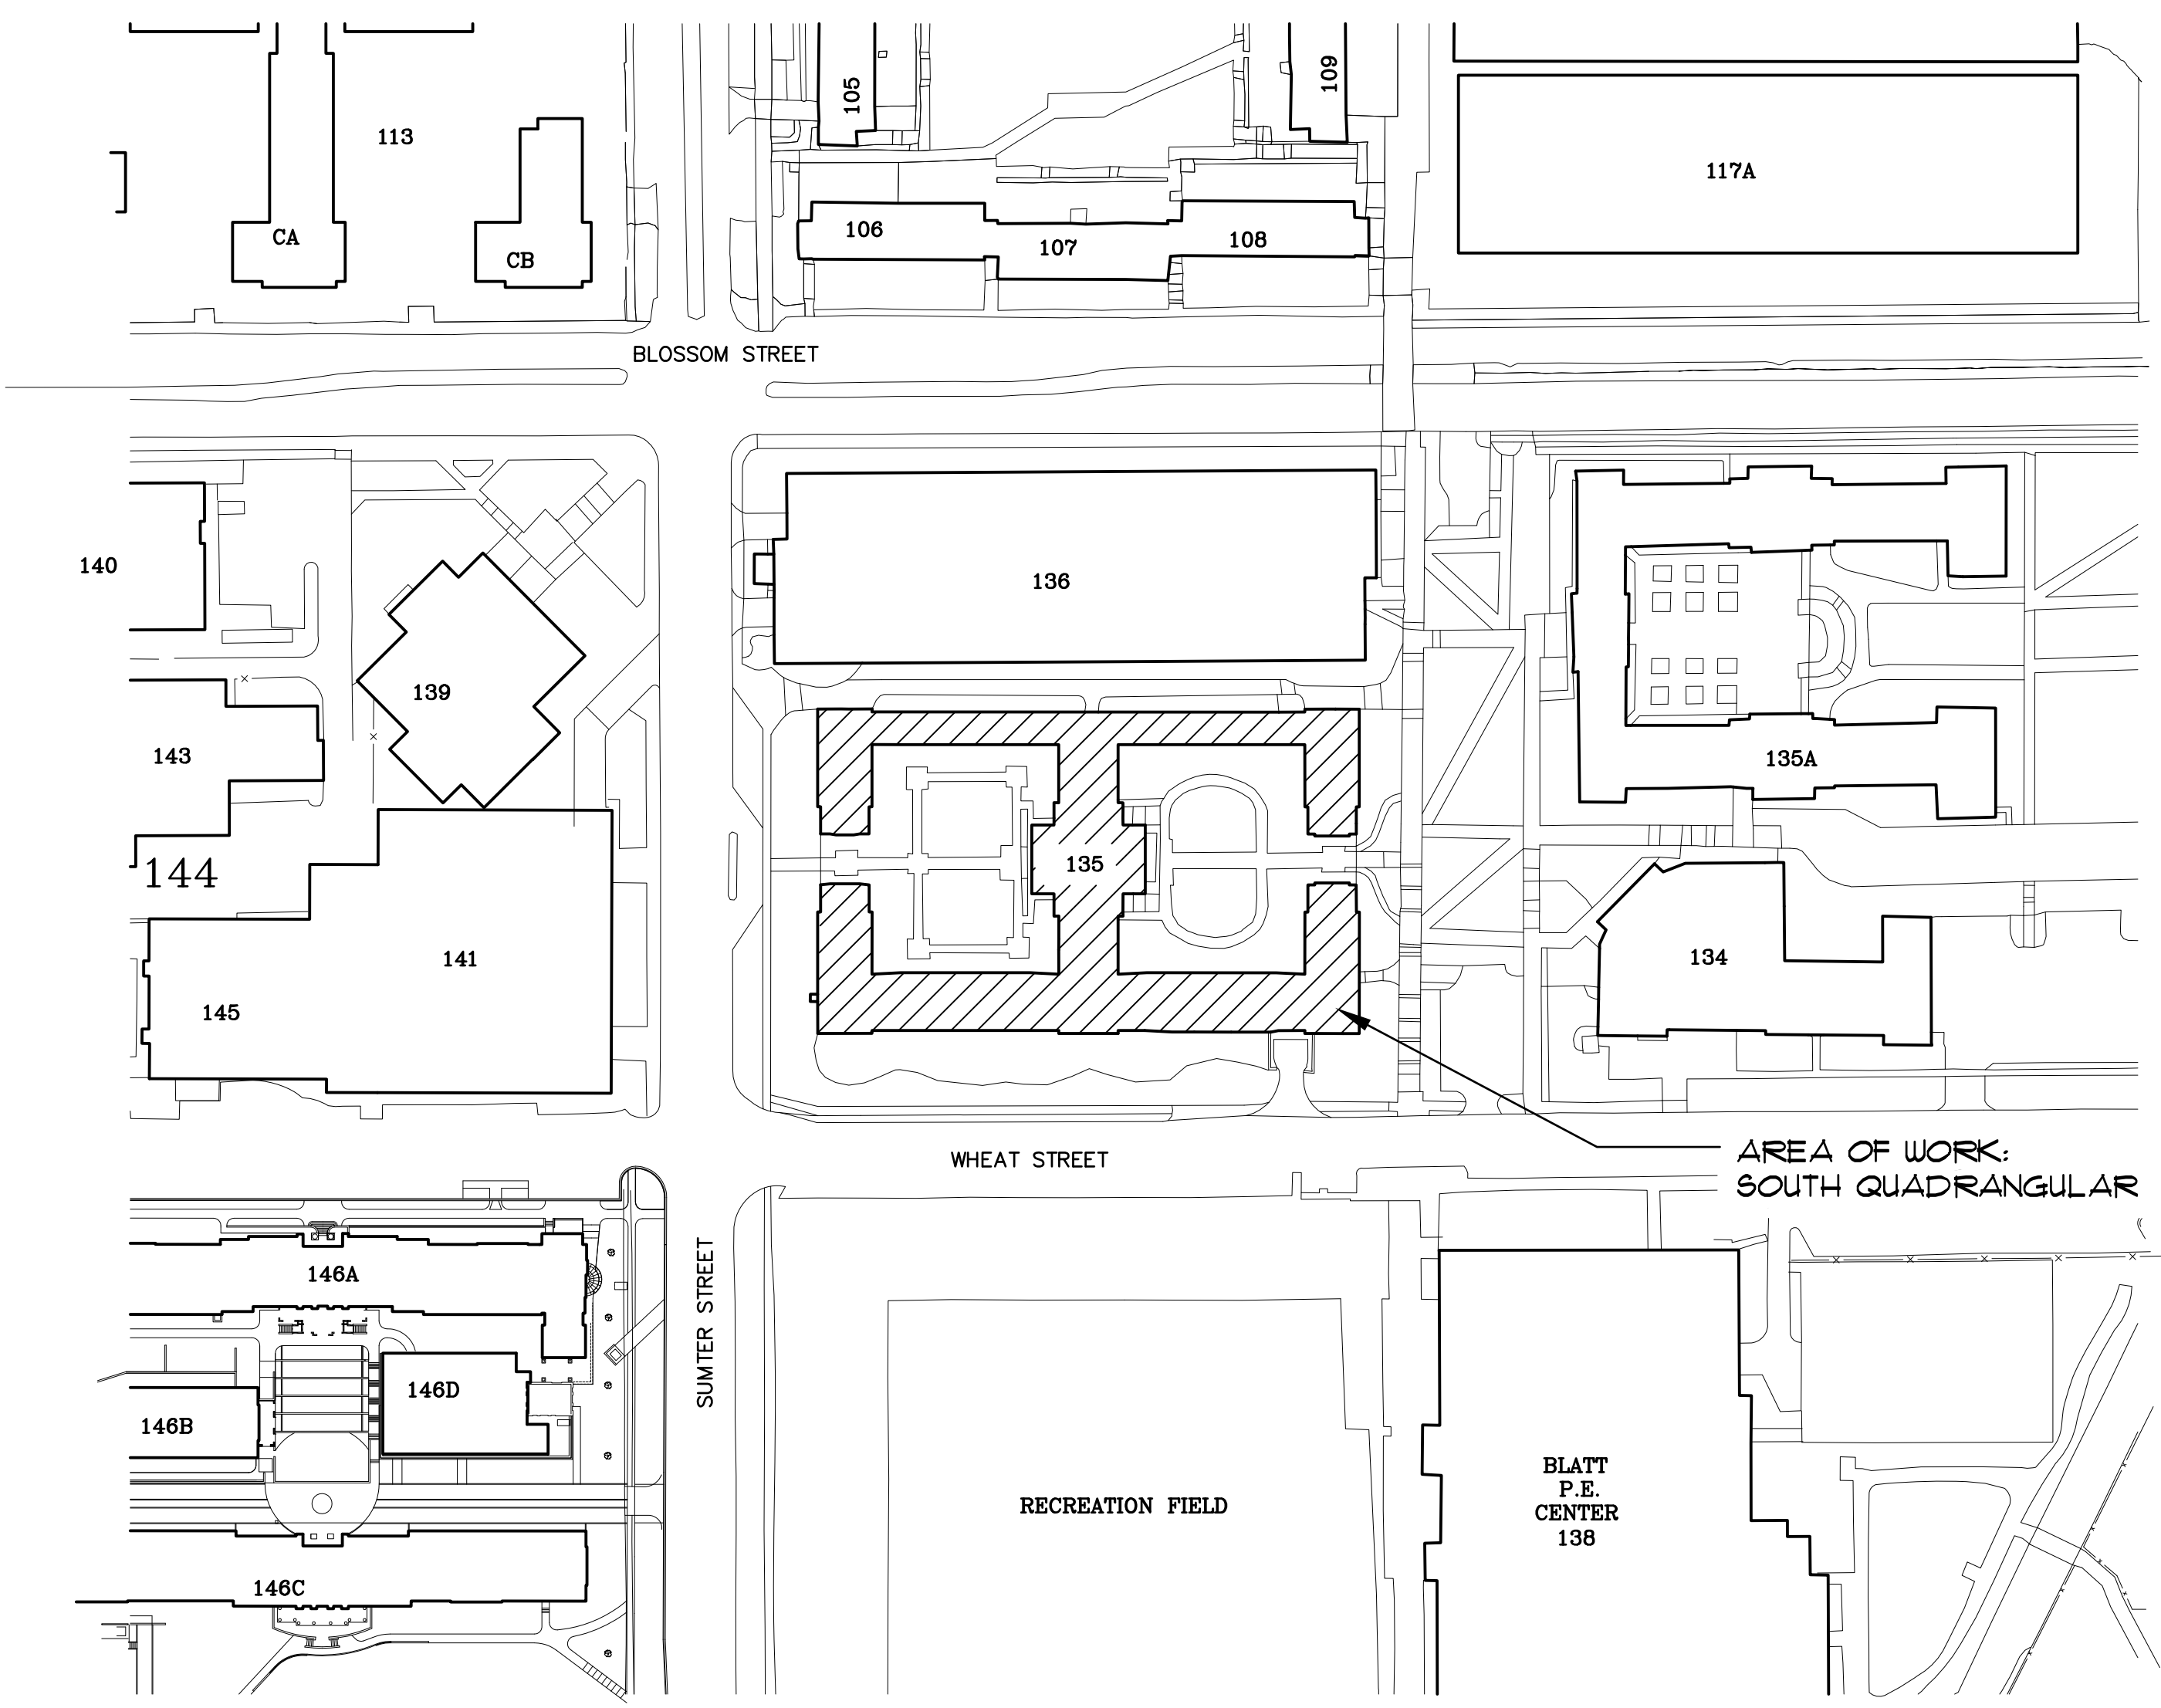 105
109
113
117A
CA
CB
106
107
108
BLOSSOM STREET
140
136
139
143
135A
144
135
141
134
145
WHEAT STREET
AREA OF WORK:
SOUTH QUADRANGULAR
146A
SUMTER STREET
146D
146B
RECREATION FIELD
BLATT
P.E.
CENTER
138
146C